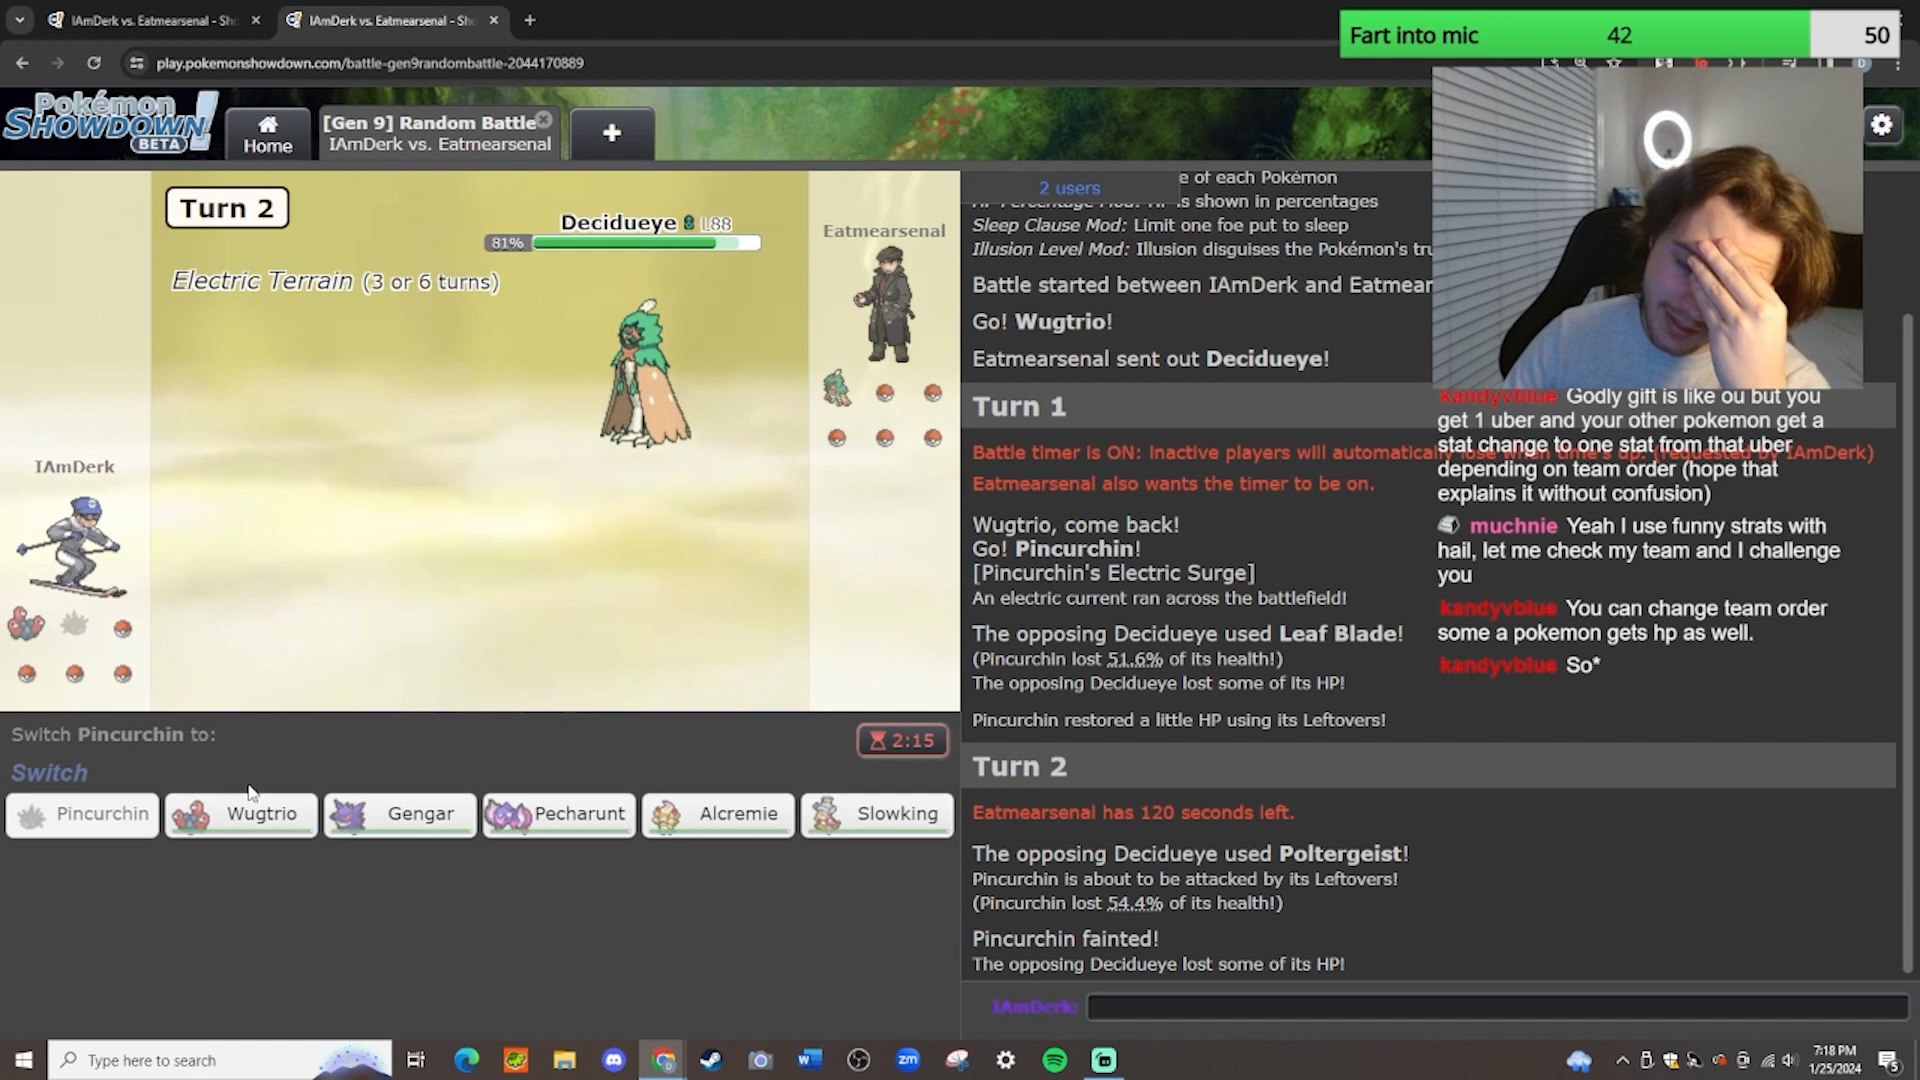 IAmDerk vs. Eatmearsenal - Sh
IAmDerk vs. Eatmearsenal - Sho
play.pokemonshowdown.com/battle-gen9randombattle-2044170889
Fart into mic 42 50
Pokémon
SHOWDOWN!
BETA
Home
[Gen 9] Random Battle
IAmDerk vs. Eatmearsenal
Turn 2
Decidueye L88
81%
Electric Terrain (3 or 6 turns)
Eatmearsenal
IAmDerk
Switch Pincurchin to:
2:15
Switch
Pincurchin
Wugtrio
Gengar
Pecharunt
Alcremie
Slowking
2 users
e of each Pokémon
is shown in percentages
Sleep Clause Mod: Limit one foe put to sleep
Illusion Level Mod: Illusion disguises the Pokémon's tru
Battle started between IAmDerk and Eatmear
Go! Wugtrio!
Eatmearsenal sent out Decidueye!
Turn 1
Battle timer is ON: inactive players will automatically lose when time's up. (requested by IAmDerk)
Eatmearsenal also wants the timer to be on.
Wugtrio, come back!
Go! Pincurchin!
[Pincurchin's Electric Surge]
An electric current ran across the battlefield!
The opposing Decidueye used Leaf Blade!
(Pincurchin lost 51.6% of its health!)
The opposing Decidueye lost some of its HP!
Pincurchin restored a little HP using its Leftovers!
Turn 2
Eatmearsenal has 120 seconds left.
The opposing Decidueye used Poltergeist!
Pincurchin is about to be attacked by its Leftovers!
(Pincurchin lost 54.4% of its health!)
Pincurchin fainted!
The opposing Decidueye lost some of its HP!
IAmDerk:
kandyvblue Godly gift is like ou but you
get 1 uber and your other pokemon get a
stat change to one stat from that uber
depending on team order (hope that
explains it without confusion)
muchnie Yeah I use funny strats with
hail, let me check my team and I challenge
you
kandyvblue You can change team order
some a pokemon gets hp as well.
kandyvblue So*
Type here to search
7:18 PM
1/25/2024